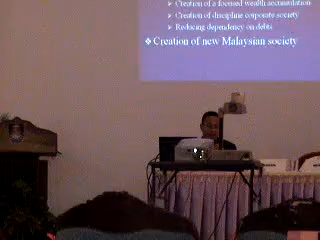 ➢ Creation of a focused wealth accumulation
➢ Creation of discipline corporate society
➢ Reducing dependency on debts
❖ Creation of new Malaysian society